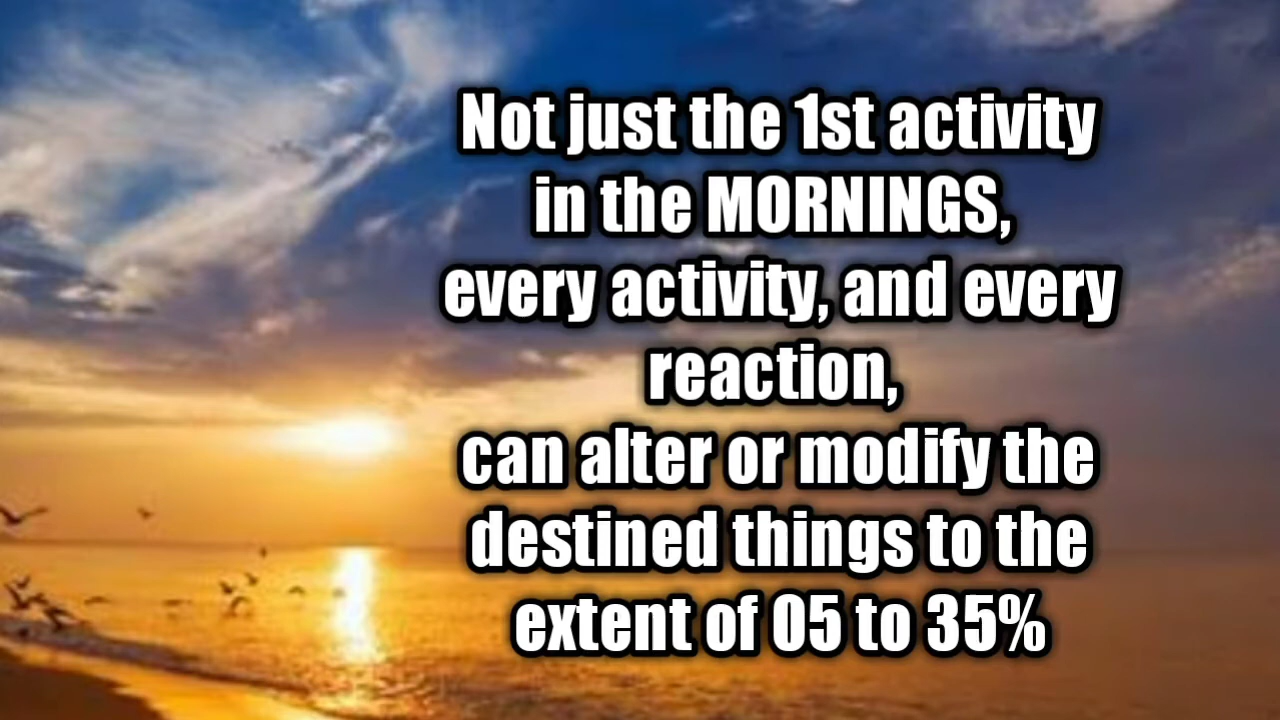 Not just the 1st activity
in the MORNINGS,
every activity, and every
reaction,
can alter or modify the
destined things to the
extent of 05 to 35%